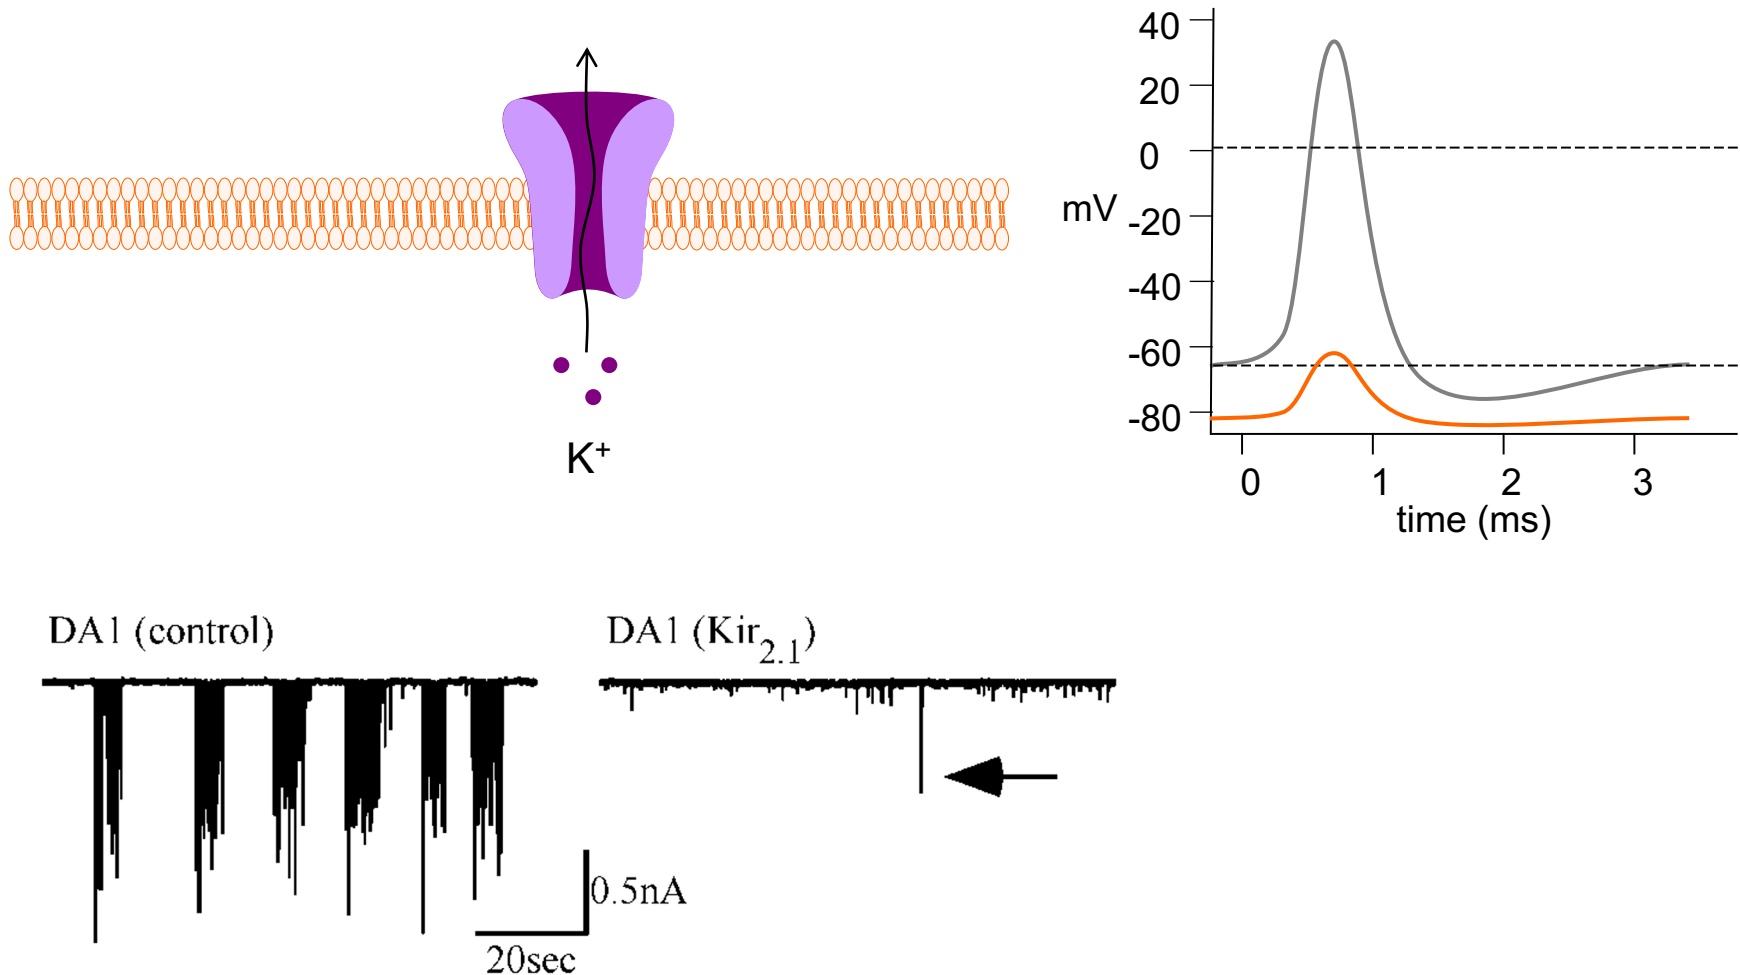 K⁺
40
20
0
-20
-40
-60
-80
mV
0 1 2 3
time (ms)
DA1 (control)
DA1 (Kir₂.₁)
0.5nA
20sec